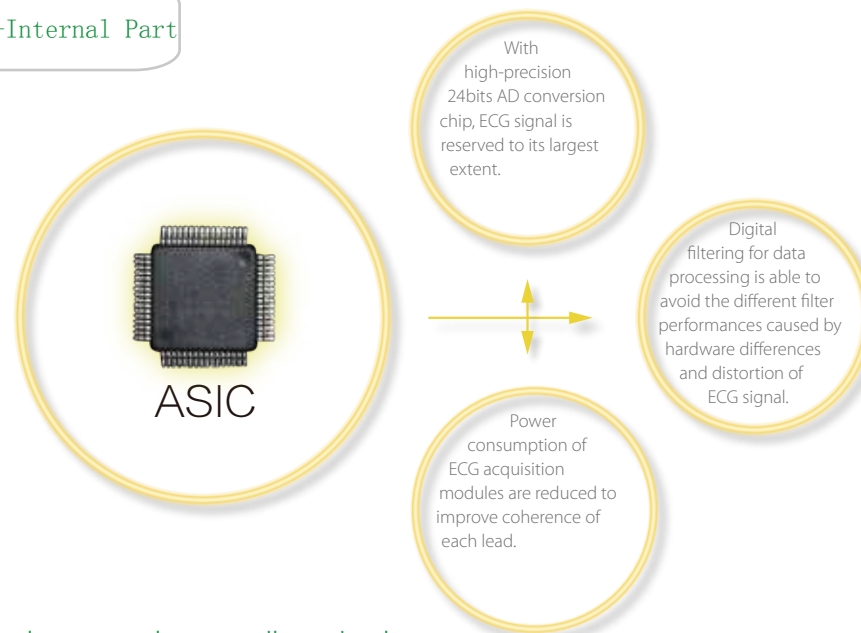 -Internal Part
With
high-precision
24bits AD conversion
chip, ECG signal is
reserved to its largest
extent.
Digital
filtering for data
processing is able to
avoid the different filter
performances caused by
hardware differences
and distortion of
ECG signal.
ASIC
Power
consumption of
ECG acquisition
modules are reduced to
improve coherence of
each lead.